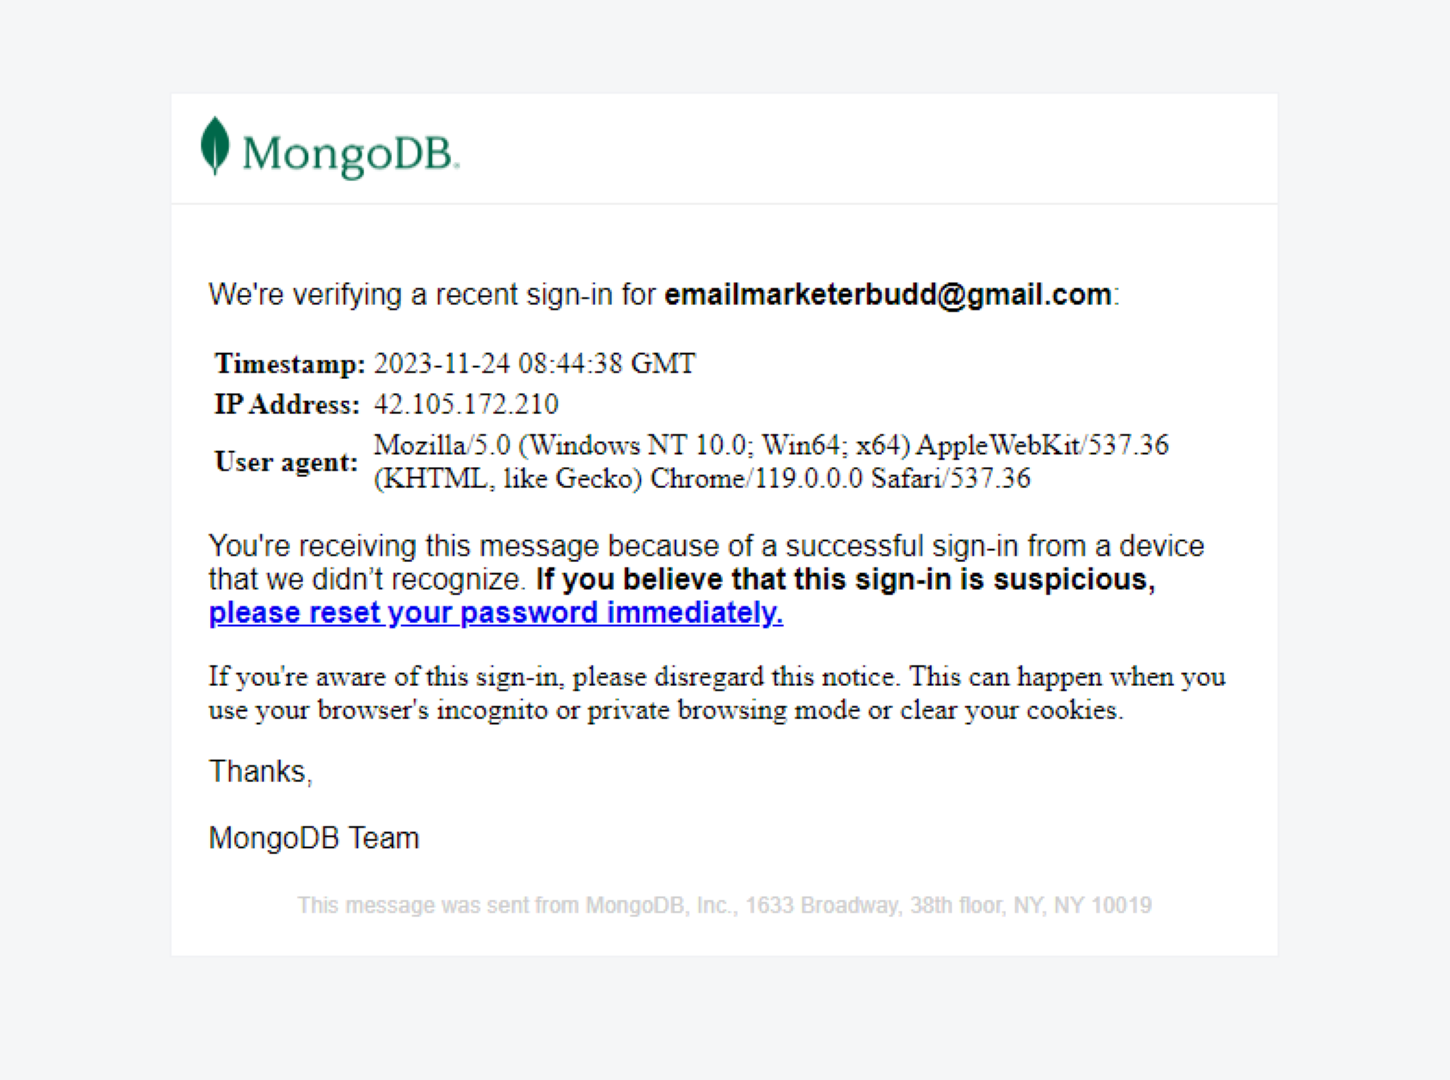 MongoDB.
We're verifying a recent sign-in for emailmarketerbudd@gmail.com:
Timestamp: 2023-11-24 08:44:38 GMT
IP Address: 42.105.172.210
User agent: Mozilla/5.0 (Windows NT 10.0; Win64; x64) AppleWebKit/537.36
(KHTML, like Gecko) Chrome/119.0.0.0 Safari/537.36
You're receiving this message because of a successful sign-in from a device
that we didn’t recognize. If you believe that this sign-in is suspicious,
please reset your password immediately.
If you're aware of this sign-in, please disregard this notice. This can happen when you
use your browser's incognito or private browsing mode or clear your cookies.
Thanks,
MongoDB Team
This message was sent from MongoDB, Inc., 1633 Broadway, 38th floor, NY, NY 10019